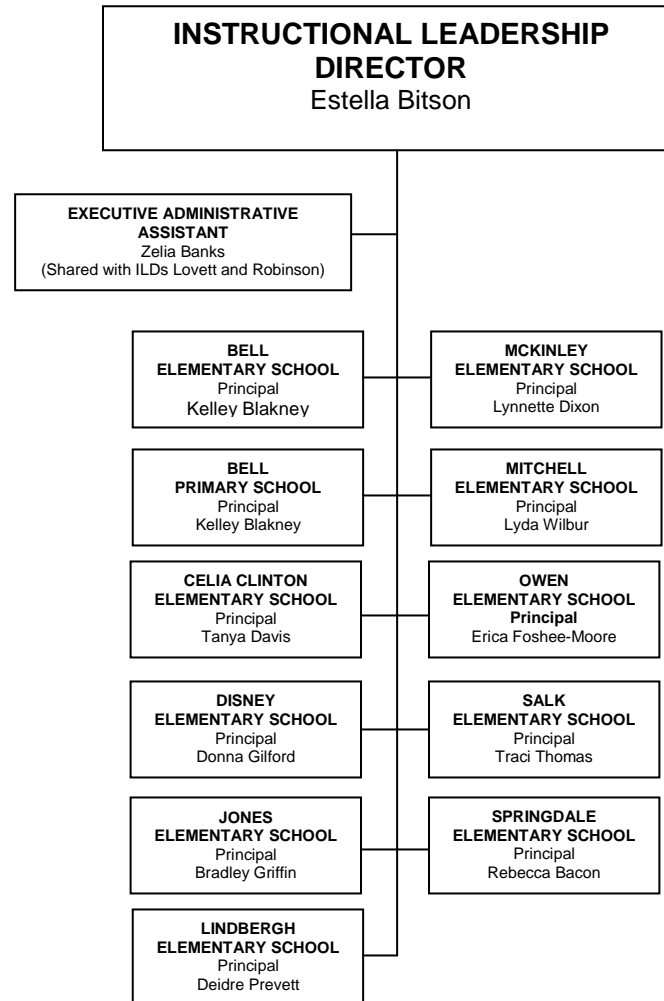 INSTRUCTIONAL LEADERSHIP
DIRECTOR
Estella Bitson
EXECUTIVE ADMINISTRATIVE
ASSISTANT
Zelia Banks
(Shared with ILDs Lovett and Robinson)
BELL
ELEMENTARY SCHOOL
Principal
Kelley Blakney
MCKINLEY
ELEMENTARY SCHOOL
Principal
Lynnette Dixon
BELL
PRIMARY SCHOOL
Principal
Kelley Blakney
MITCHELL
ELEMENTARY SCHOOL
Principal
Lyda Wilbur
CELIA CLINTON
ELEMENTARY SCHOOL
Principal
Tanya Davis
OWEN
ELEMENTARY SCHOOL
Principal
Erica Foshee-Moore
DISNEY
ELEMENTARY SCHOOL
Principal
Donna Gilford
SALK
ELEMENTARY SCHOOL
Principal
Traci Thomas
JONES
ELEMENTARY SCHOOL
Principal
Bradley Griffin
SPRINGDALE
ELEMENTARY SCHOOL
Principal
Rebecca Bacon
LINDBERGH
ELEMENTARY SCHOOL
Principal
Deidre Prevett